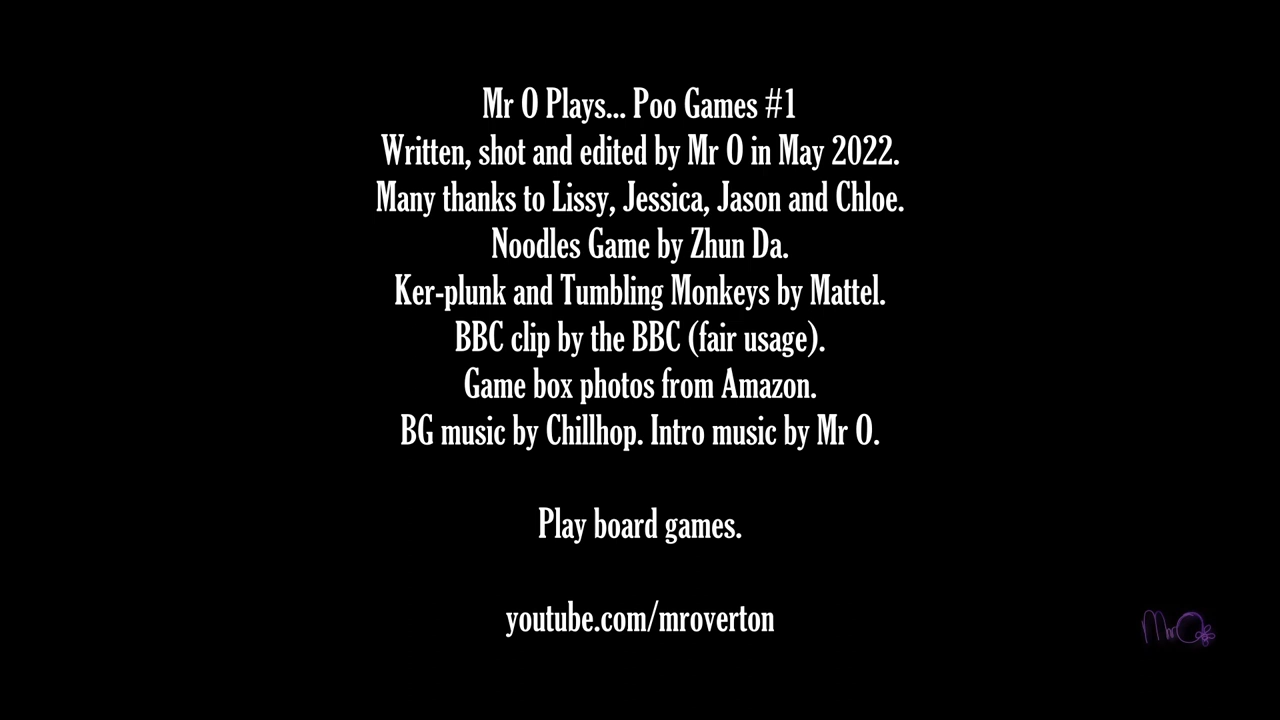 Mr O Plays... Poo Games #1
Written, shot and edited by Mr O in May 2022.
Many thanks to Lissy, Jessica, Jason and Chloe.
Noodles Game by Zhun Da.
Ker-plunk and Tumbling Monkeys by Mattel.
BBC clip by the BBC (fair usage).
Game box photos from Amazon.
BG music by Chillhop. Intro music by Mr O.
Play board games.
youtube.com/mroverton
Mr O